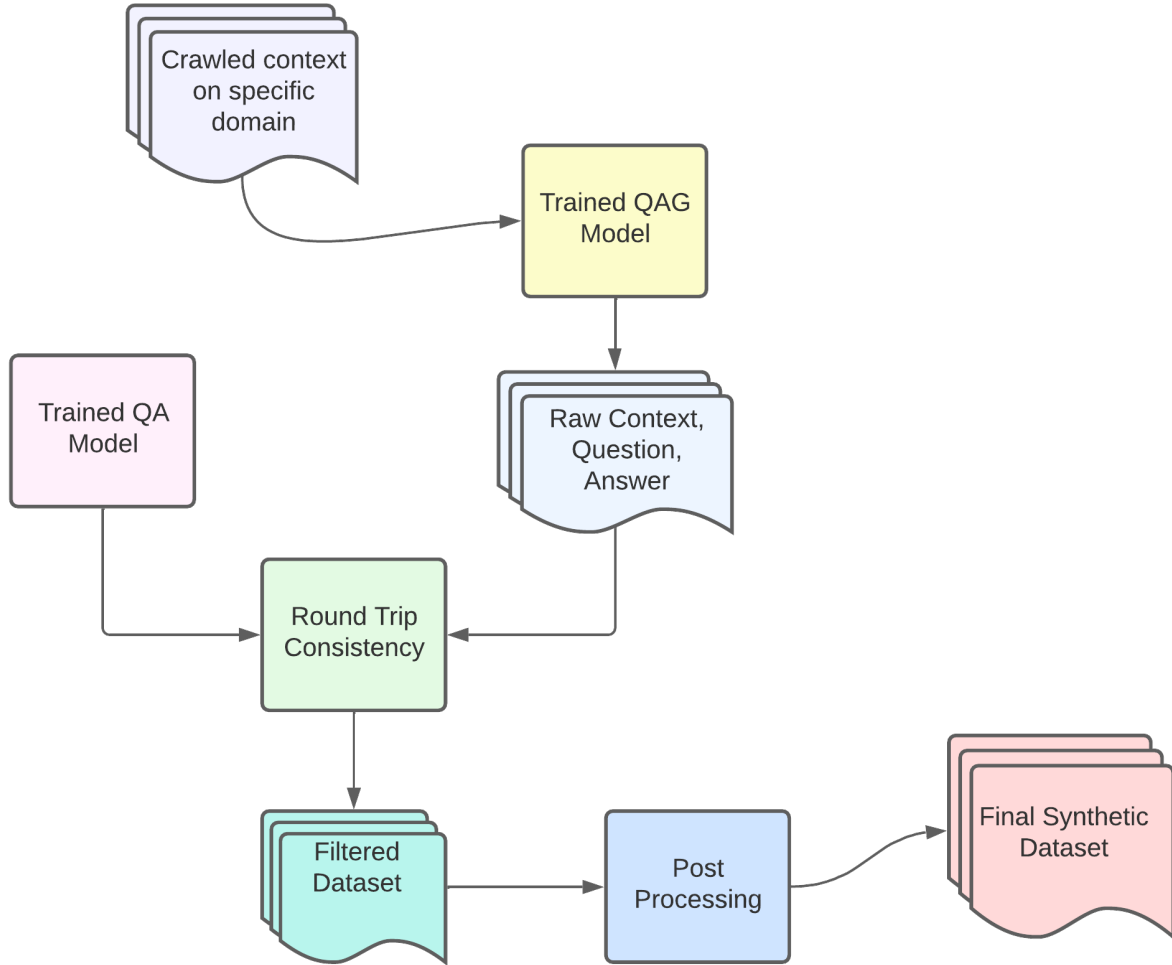 Crawled context
on specific
domain
Trained QAG
Model
Trained QA
Model
Raw Context,
Question,
Answer
Round Trip
Consistency
Filtered
Dataset
Post
Processing
Final Synthetic
Dataset